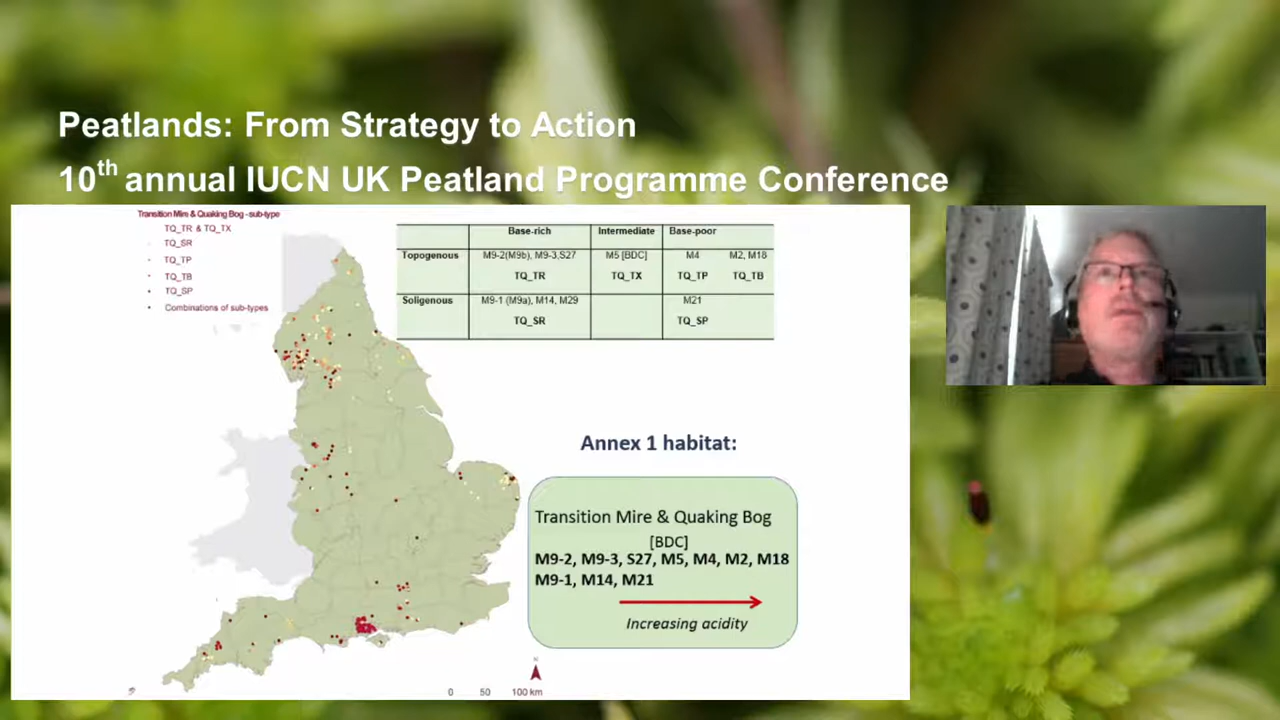 Peatlands: From Strategy to Action
10th annual IUCN UK Peatland Programme Conference
Transition Mire & Quaking Bog - sub-type
TQ_TR & TQ_TX
TQ_SR
TQ_TP
TQ_TB
TQ_SP
Combinations of sub-types
Base-rich Intermediate Base-poor
Topogenous M9-2(M9b), M9-3,S27 M5 [BDC] M4 M2, M18
TQ_TR TQ_TX TQ_TP TQ_TB
Soligenous M9-1 (M9a), M14, M29 M21
TQ_SR TQ_SP
Annex 1 habitat:
Transition Mire & Quaking Bog
[BDC]
M9-2, M9-3, S27, M5, M4, M2, M18
M9-1, M14, M21
Increasing acidity
N
0 50 100 km